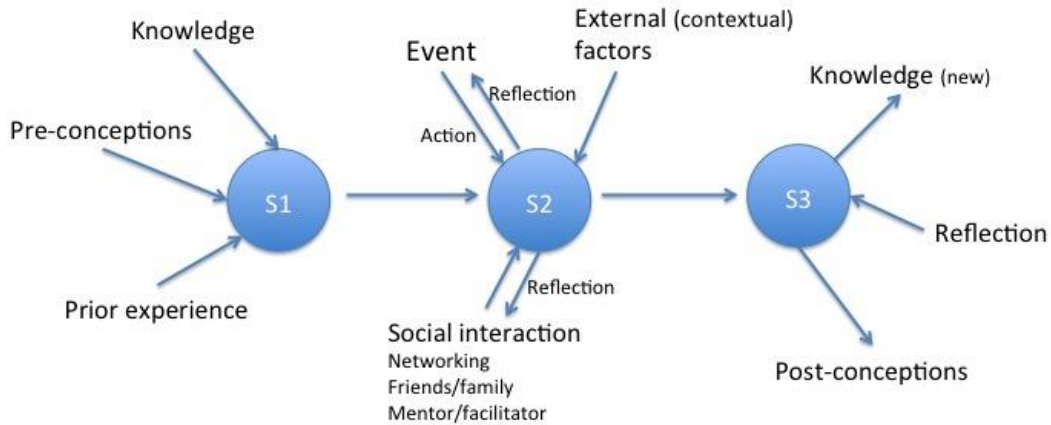 Knowledge
Pre-conceptions
Prior experience
S1
Event
External (contextual)
factors
Reflection
Action
S2
Reflection
Social interaction
Networking
Friends/family
Mentor/facilitator
Knowledge (new)
S3
Reflection
Post-conceptions